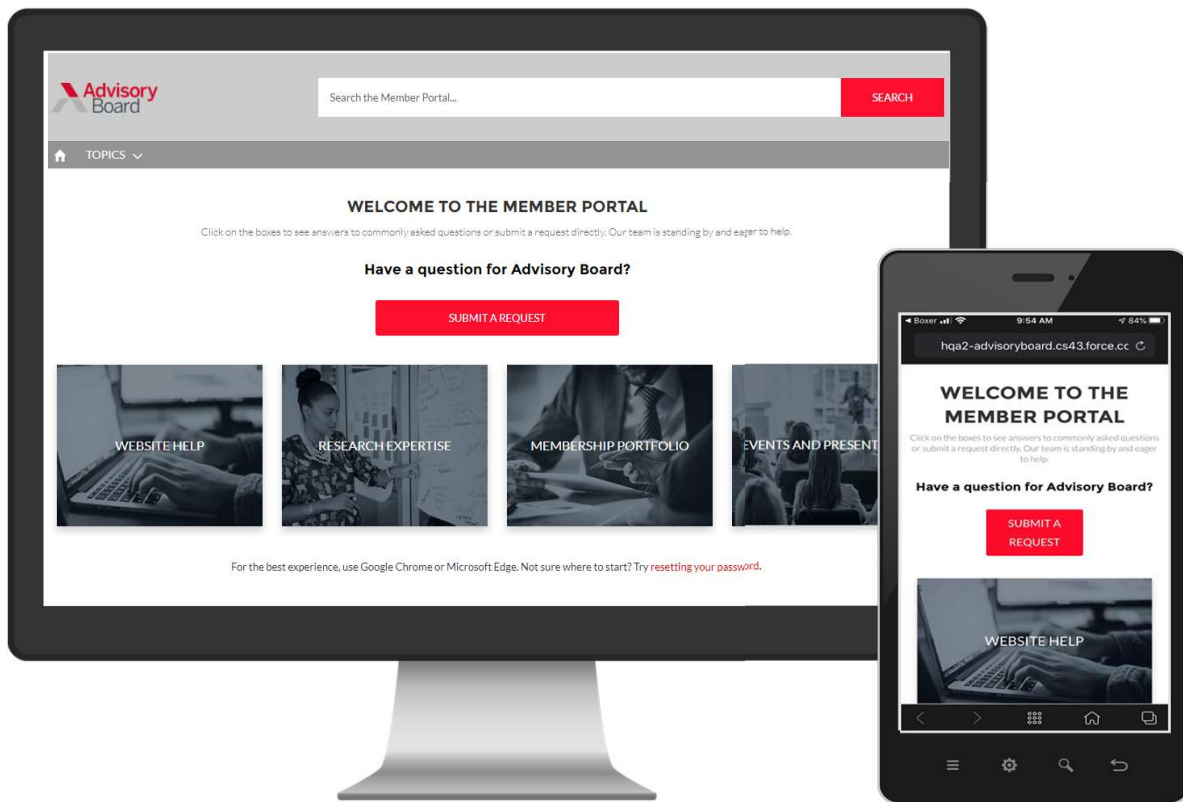 Advisory
Board
Search the Member Portal...
SEARCH
TOPICS
WELCOME TO THE MEMBER PORTAL
Click on the boxes to see answers to commonly asked questions or submit a request directly. Our team is standing by and eager to help.
Have a question for Advisory Board?
SUBMIT A REQUEST
WEBSITE HELP
RESEARCH EXPERTISE
MEMBERSHIP PORTFOLIO
EVENTS AND PRESENT
For the best experience, use Google Chrome or Microsoft Edge. Not sure where to start? Try resetting your password.
Boxer
9:54 AM
84%
hqa2-advisoryboard.cs43.force.cc
WELCOME TO THE
MEMBER PORTAL
Click on the boxes to see answers to commonly asked questions
or submit a request directly. Our team is standing by and eager
to help.
Have a question for Advisory Board?
SUBMIT A
REQUEST
WEBSITE HELP